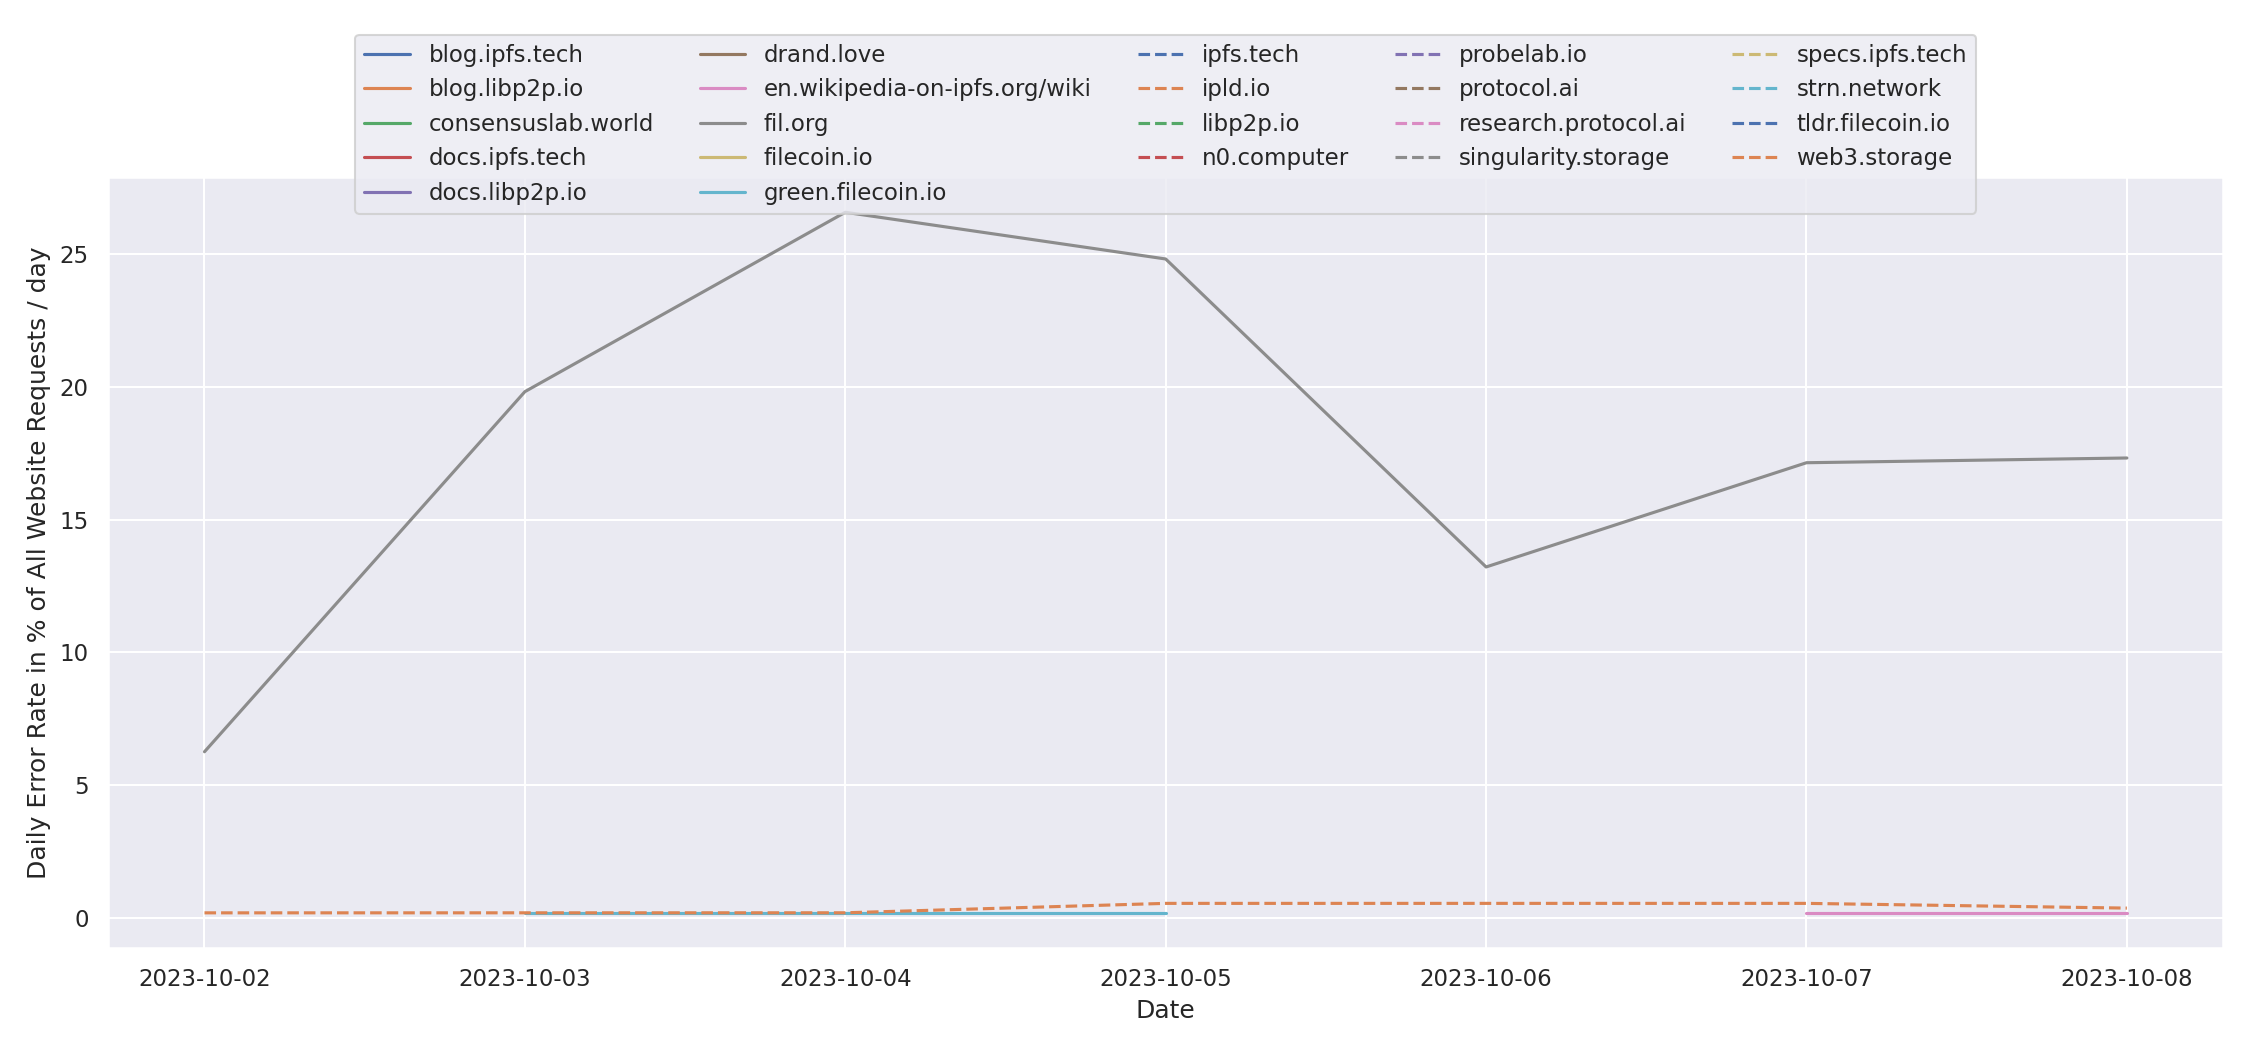 blog.ipfs.tech
blog.libp2p.io
consensuslab.world
docs.ipfs.tech
docs.libp2p.io
drand.love
en.wikipedia-on-ipfs.org/wiki
fil.org
filecoin.io
green.filecoin.io
ipfs.tech
ipld.io
libp2p.io
n0.computer
probelab.io
protocol.ai
research.protocol.ai
singularity.storage
specs.ipfs.tech
strn.network
tldr.filecoin.io
web3.storage
Daily Error Rate in % of All Website Requests / day
25
20
15
10
5
0
2023-10-02
2023-10-03
2023-10-04
2023-10-05
2023-10-06
2023-10-07
2023-10-08
Date